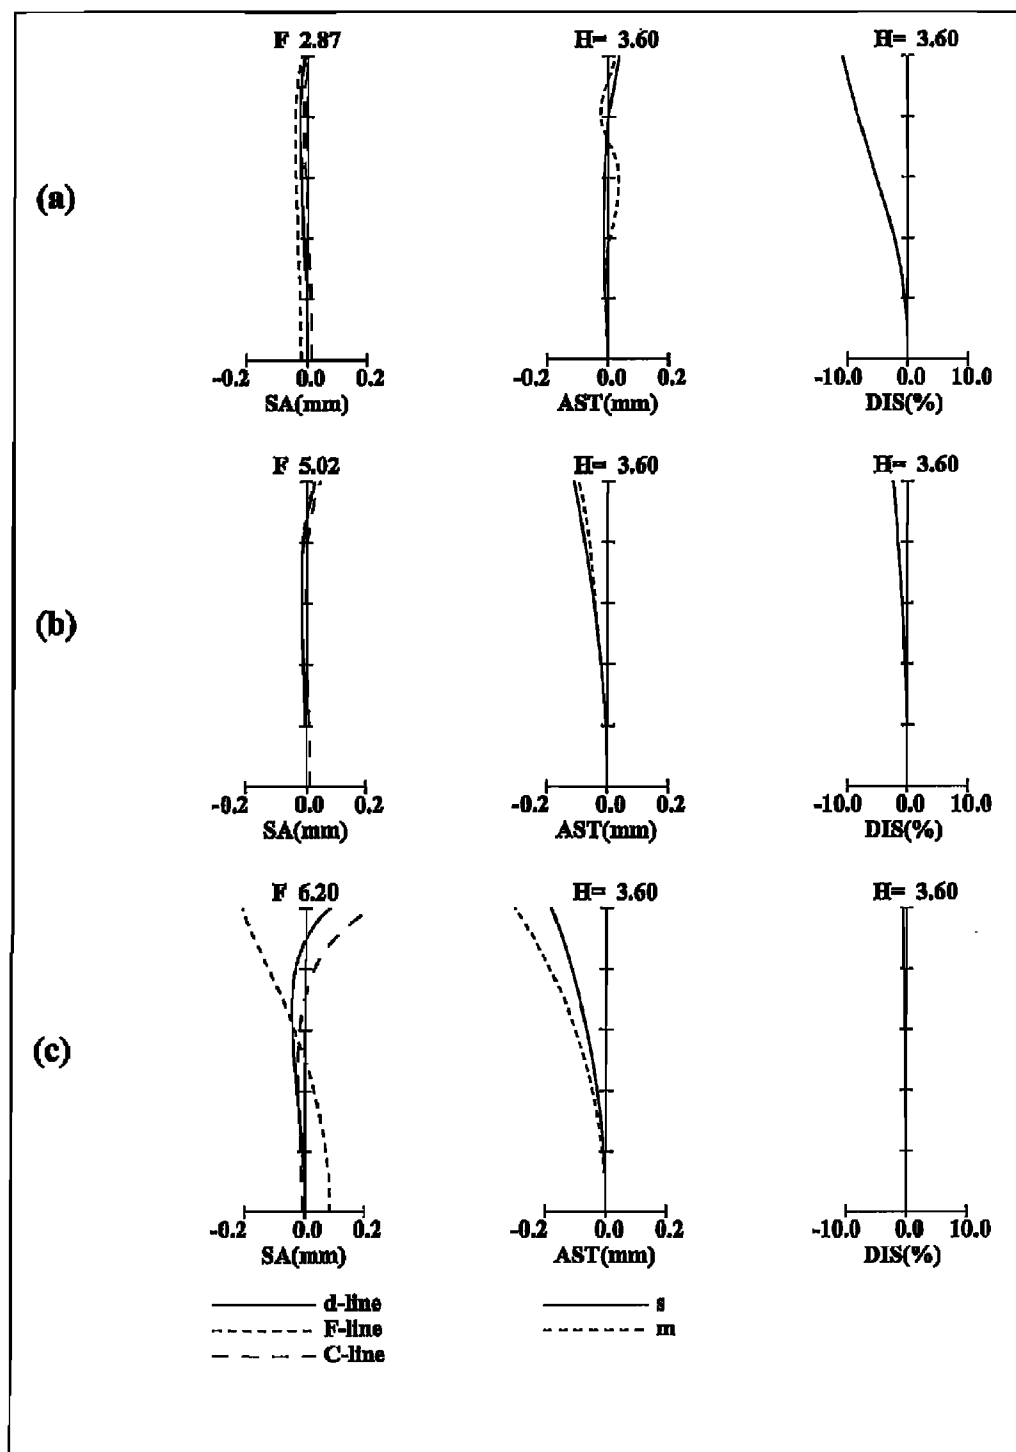 F 2.87 H= 3.60 H= 3.60
(a)
-0.2 0.0 0.2 -0.2 0.0 0.2 -10.0 0.0 10.0
SA(mm) AST(mm) DIS(%)
F 5.02 H= 3.60 H= 3.60
(b)
-0.2 0.0 0.2 -0.2 0.0 0.2 -10.0 0.0 10.0
SA(mm) AST(mm) DIS(%)
F 6.20 H= 3.60 H= 3.60
(c)
-0.2 0.0 0.2 -0.2 0.0 0.2 -10.0 0.0 10.0
SA(mm) AST(mm) DIS(%)
d-line s
F-line m
C-line